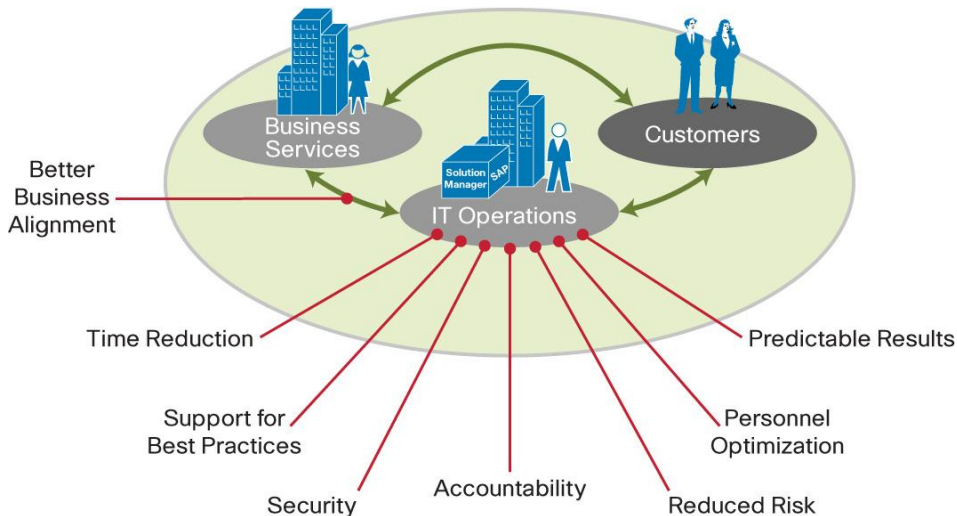 Business
Services
Customers
Solution
Manager
SAP
IT Operations
Better
Business
Alignment
Time Reduction
Predictable Results
Support for
Best Practices
Personnel
Optimization
Security
Accountability
Reduced Risk